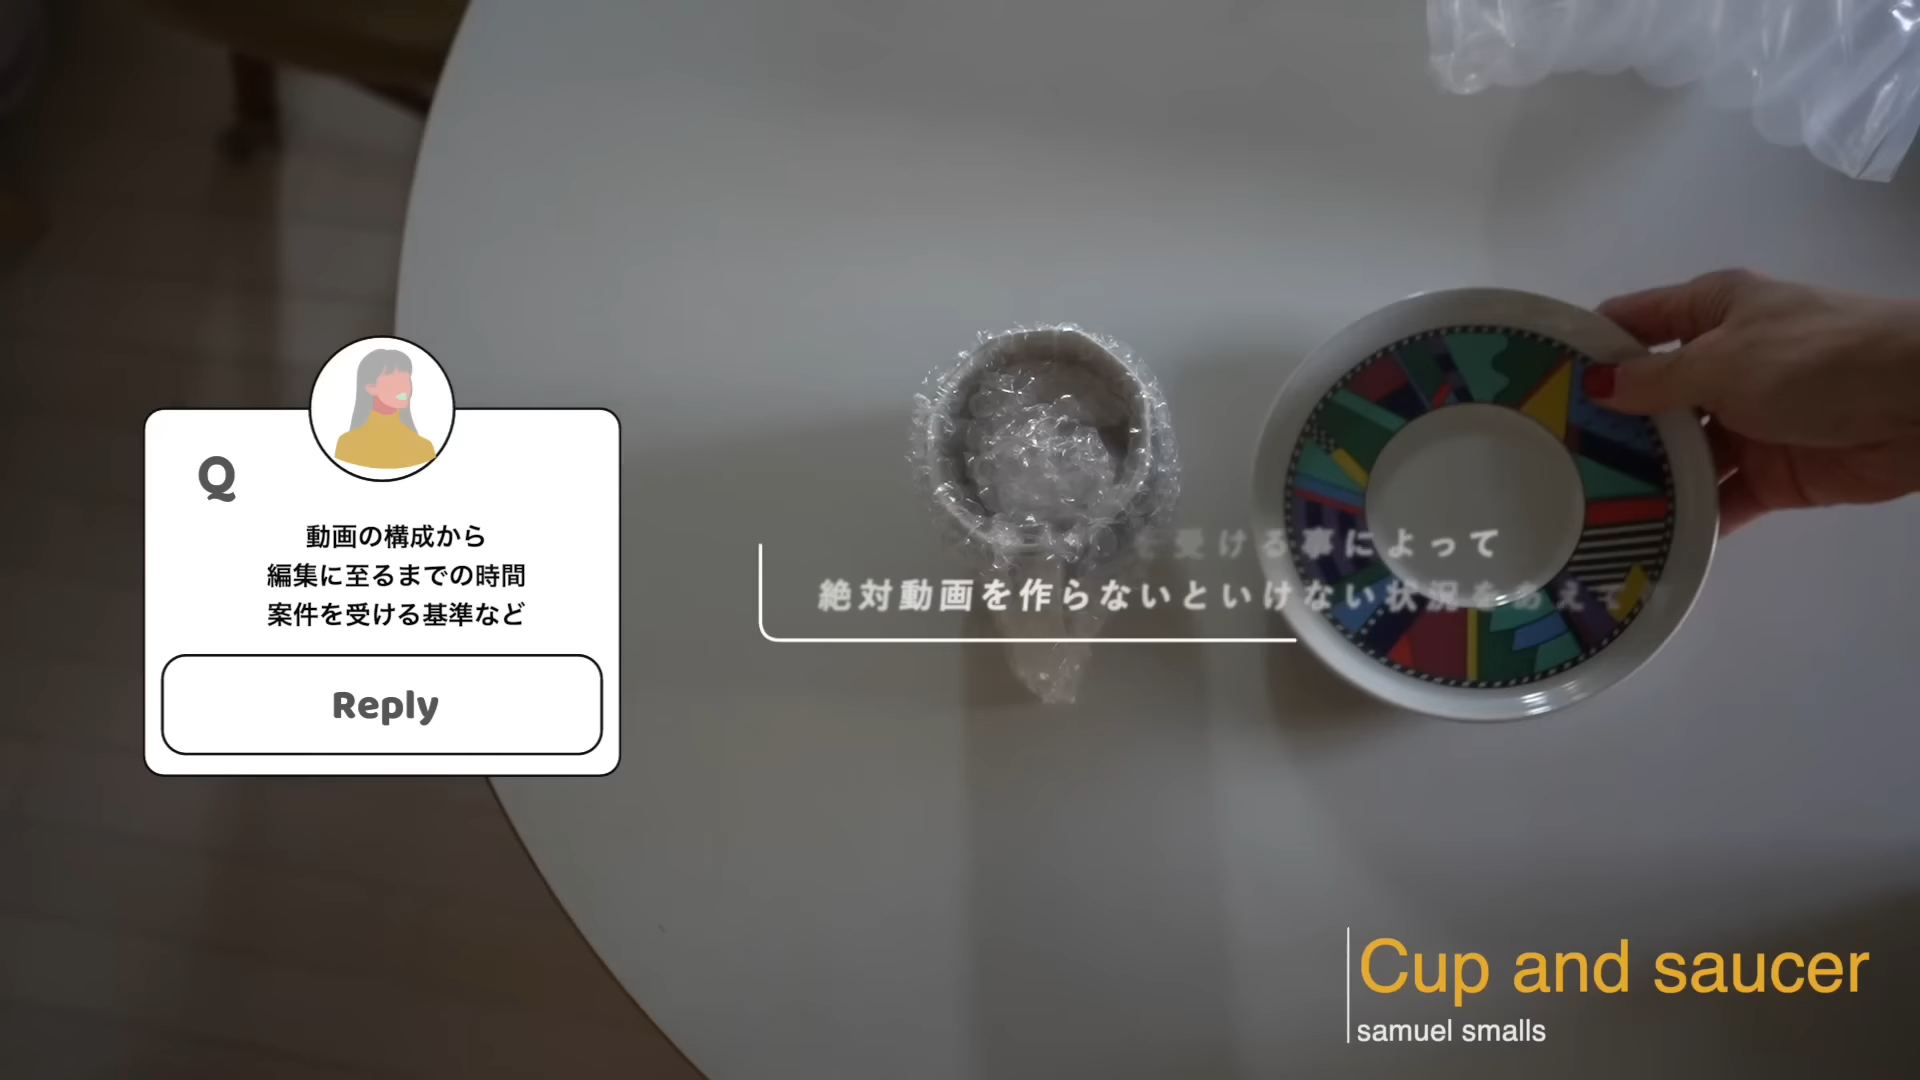 Q
動画の構成から
編集に至るまでの時間
案件を受ける基準など
Reply
を受ける事によって
絶対動画を作らないといけない状況をあえて
Cup and saucer
samuel smalls